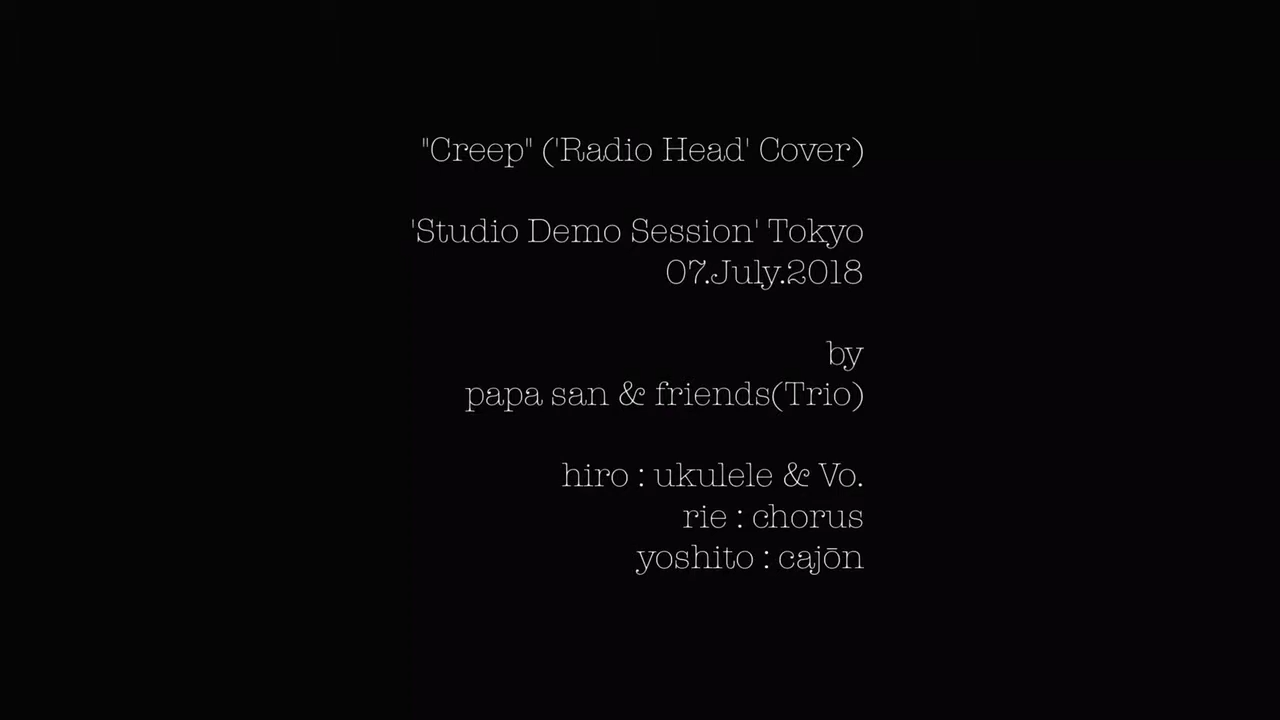 "Creep" ('Radio Head' Cover)
'Studio Demo Session' Tokyo
07.July.2018
by
papa san & friends(Trio)
hiro : ukulele & Vo.
rie : chorus
yoshito : cajōn